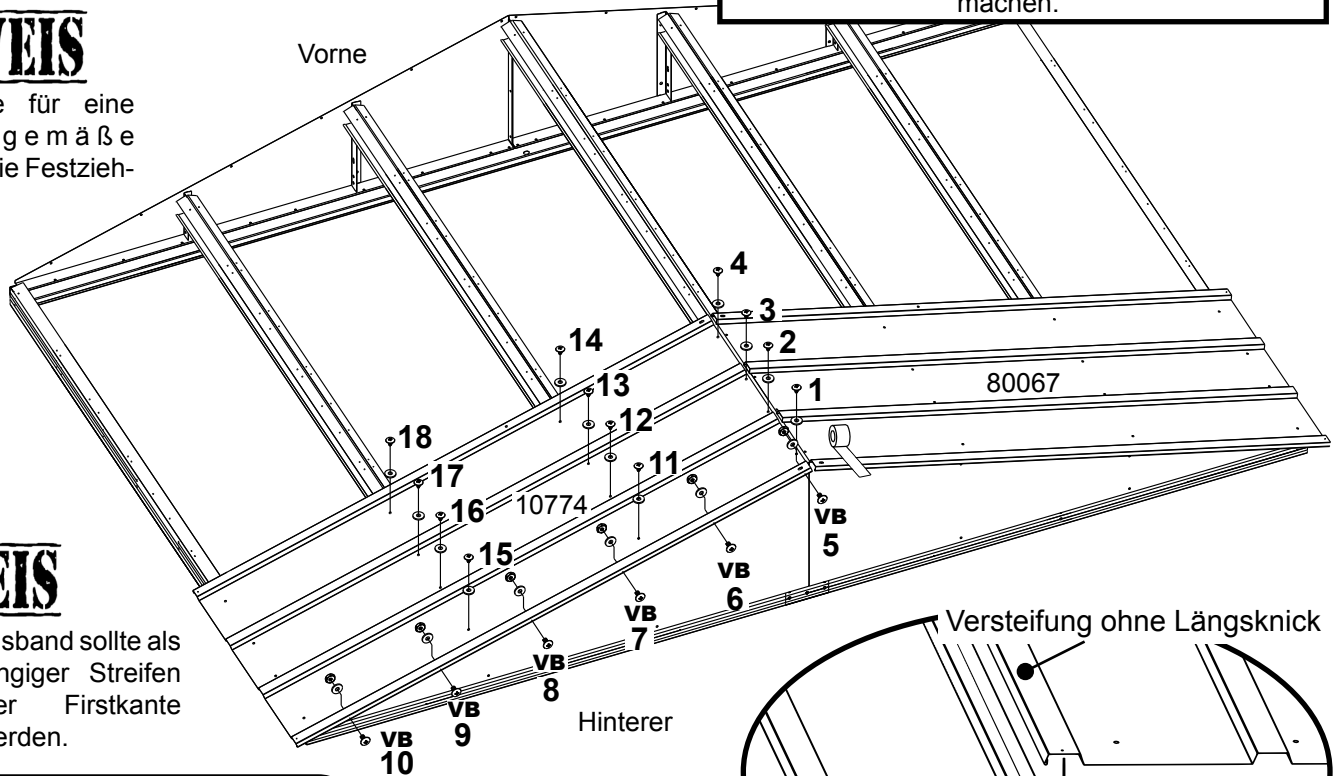 machen.
EIS
Vorne
für eine
gemäße
ie Festzieh-
4
3
2
1
14
13
12
11
18
17
16
15
80067
10774
VB
5
VB
6
VB
7
VB
8
VB
9
VB
10
Hinterer
EIS
sband sollte als
ngiger Streifen
er Firstkante
erden.
Versteifung ohne Längsknick